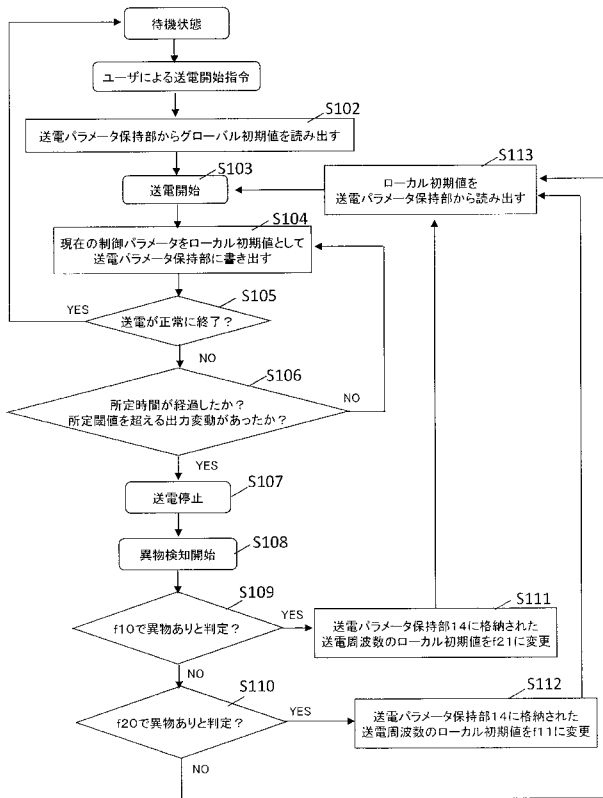 待機状態
ユーザによる送電開始指令
S102
送電パラメータ保持部からグローバル初期値を読み出す
S103
送電開始
S113
ローカル初期値を
送電パラメータ保持部から読み出す
S104
現在の制御パラメータをローカル初期値として
送電パラメータ保持部に書き出す
S105
YES
送電が正常に終了?
NO
S106
所定時間が経過したか?
所定閾値を超える出力変動があったか?
NO
YES
S107
送電停止
S108
異物検知開始
S109
f10で異物ありと判定?
YES
S111
送電パラメータ保持部14に格納された
送電周波数のローカル初期値をf21に変更
NO
S110
f20で異物ありと判定?
YES
S112
送電パラメータ保持部14に格納された
送電周波数のローカル初期値をf11に変更
NO